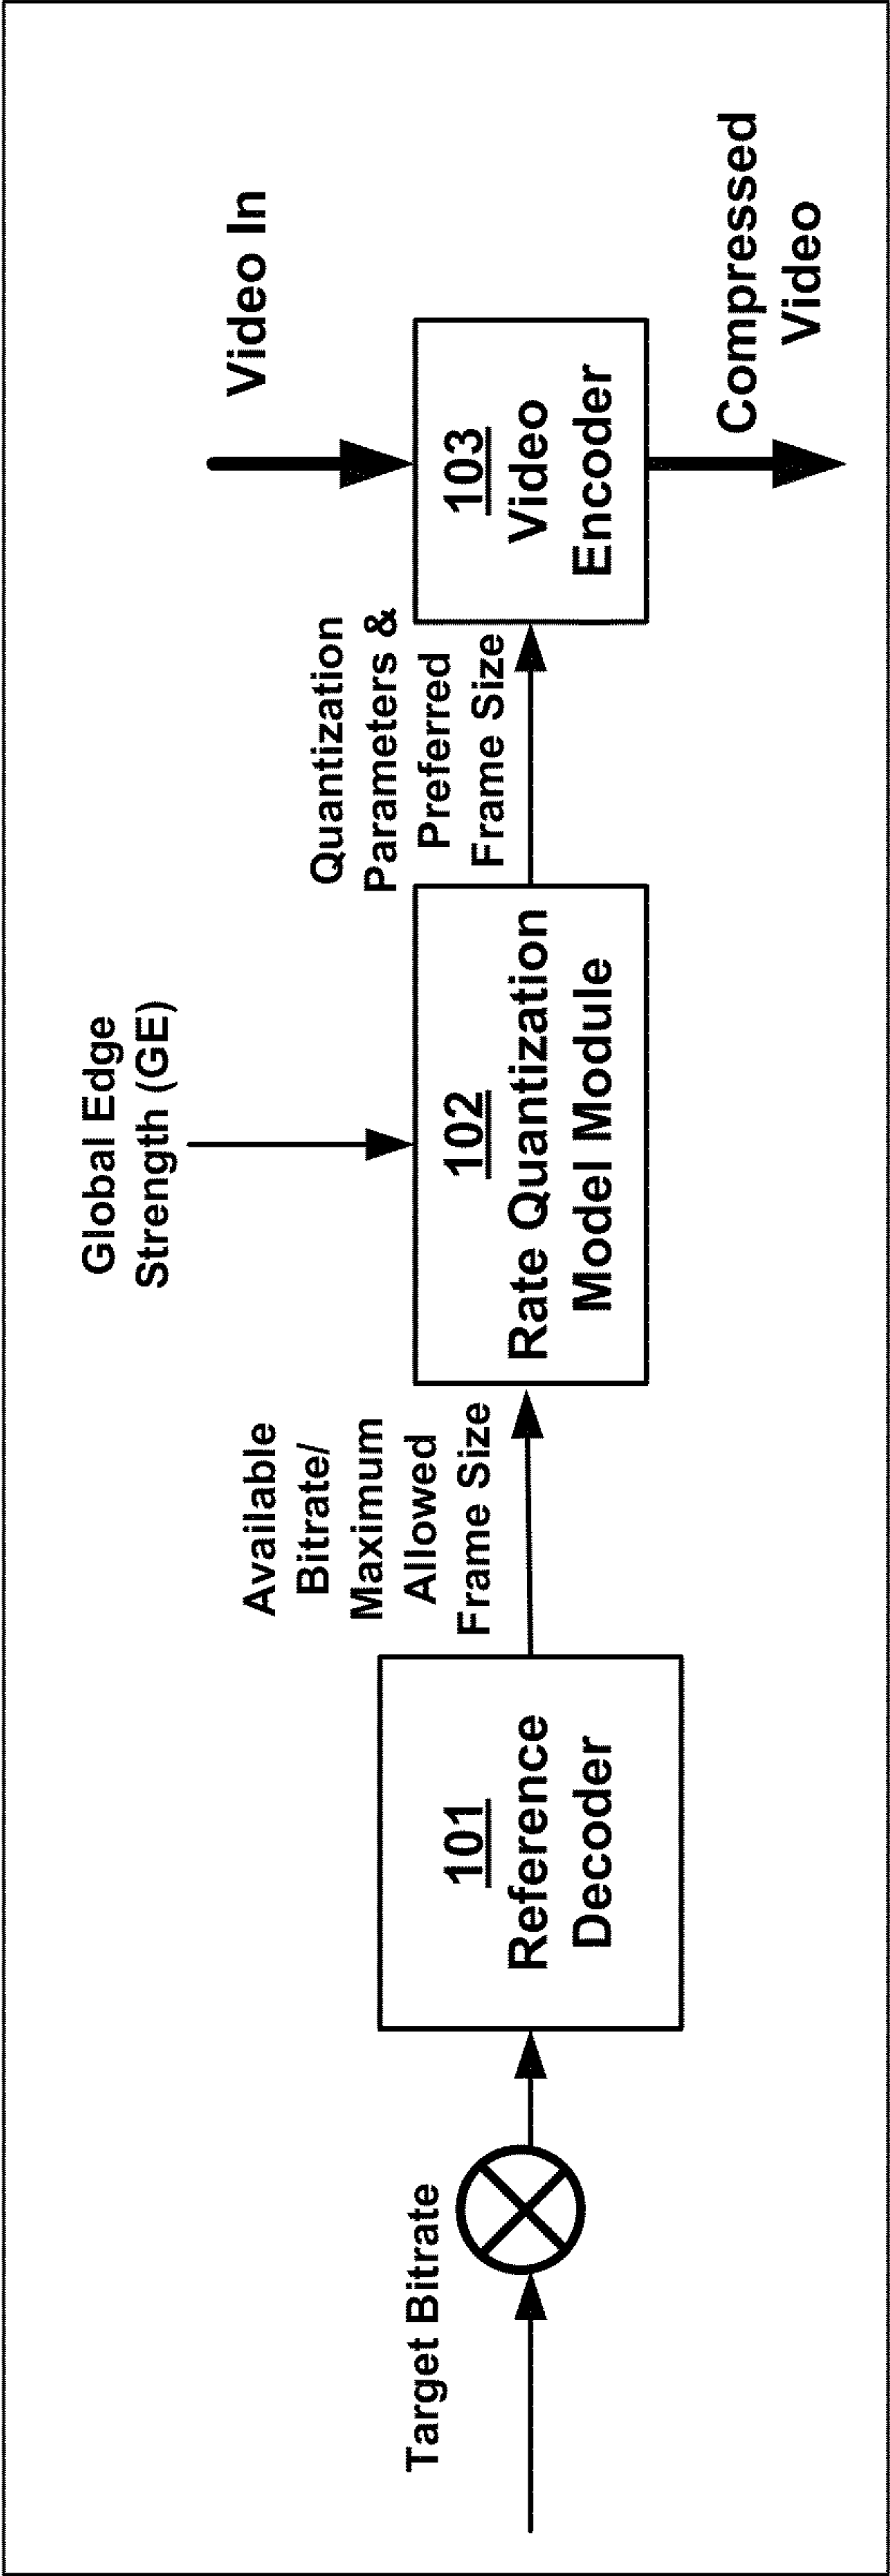 Target Bitrate
101
Reference
Decoder
Available
Bitrate/
Maximum
Allowed
Frame Size
Global Edge
Strength (GE)
102
Rate Quantization
Model Module
Quantization
Parameters &
Preferred
Frame Size
Video In
103
Video
Encoder
Compressed
Video